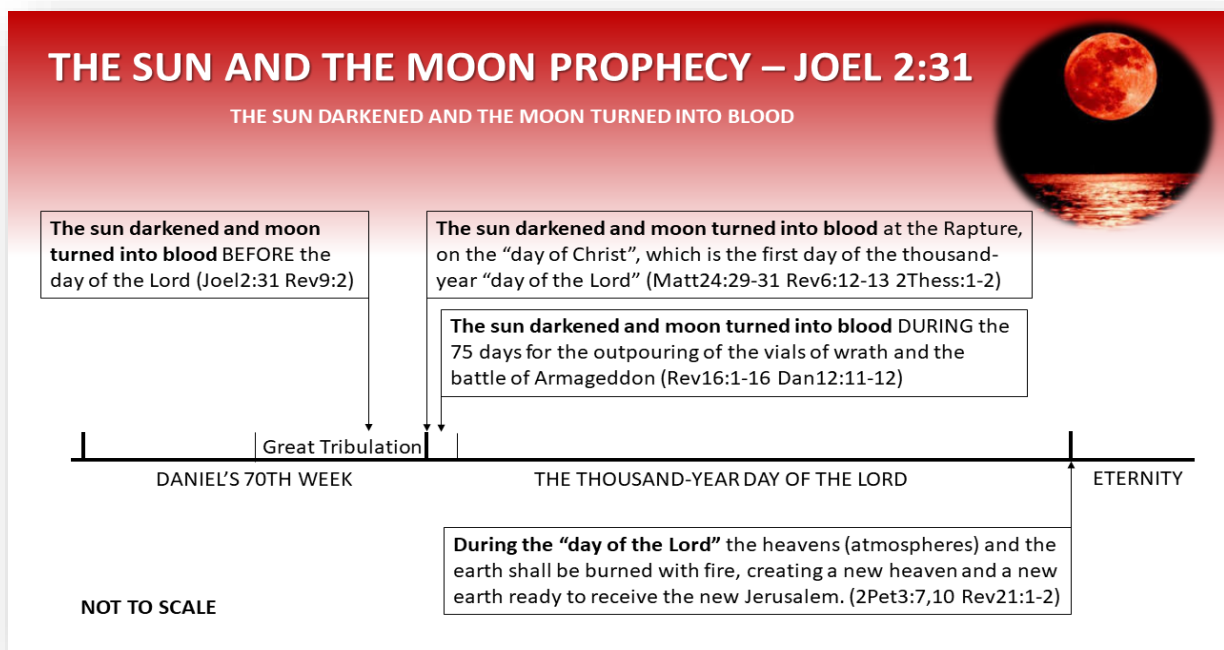 THE SUN AND THE MOON PROPHECY – JOEL 2:31
THE SUN DARKENED AND THE MOON TURNED INTO BLOOD
The sun darkened and moon
turned into blood BEFORE the
day of the Lord (Joel2:31 Rev9:2)
The sun darkened and moon turned into blood at the Rapture,
on the “day of Christ”, which is the first day of the thousand-
year “day of the Lord” (Matt24:29-31 Rev6:12-13 2Thess:1-2)
The sun darkened and moon turned into blood DURING the
75 days for the outpouring of the vials of wrath and the
battle of Armageddon (Rev16:1-16 Dan12:11-12)
Great Tribulation
DANIEL’S 70TH WEEK
THE THOUSAND-YEAR DAY OF THE LORD
ETERNITY
During the “day of the Lord” the heavens (atmospheres) and the
earth shall be burned with fire, creating a new heaven and a new
earth ready to receive the new Jerusalem. (2Pet3:7,10 Rev21:1-2)
NOT TO SCALE